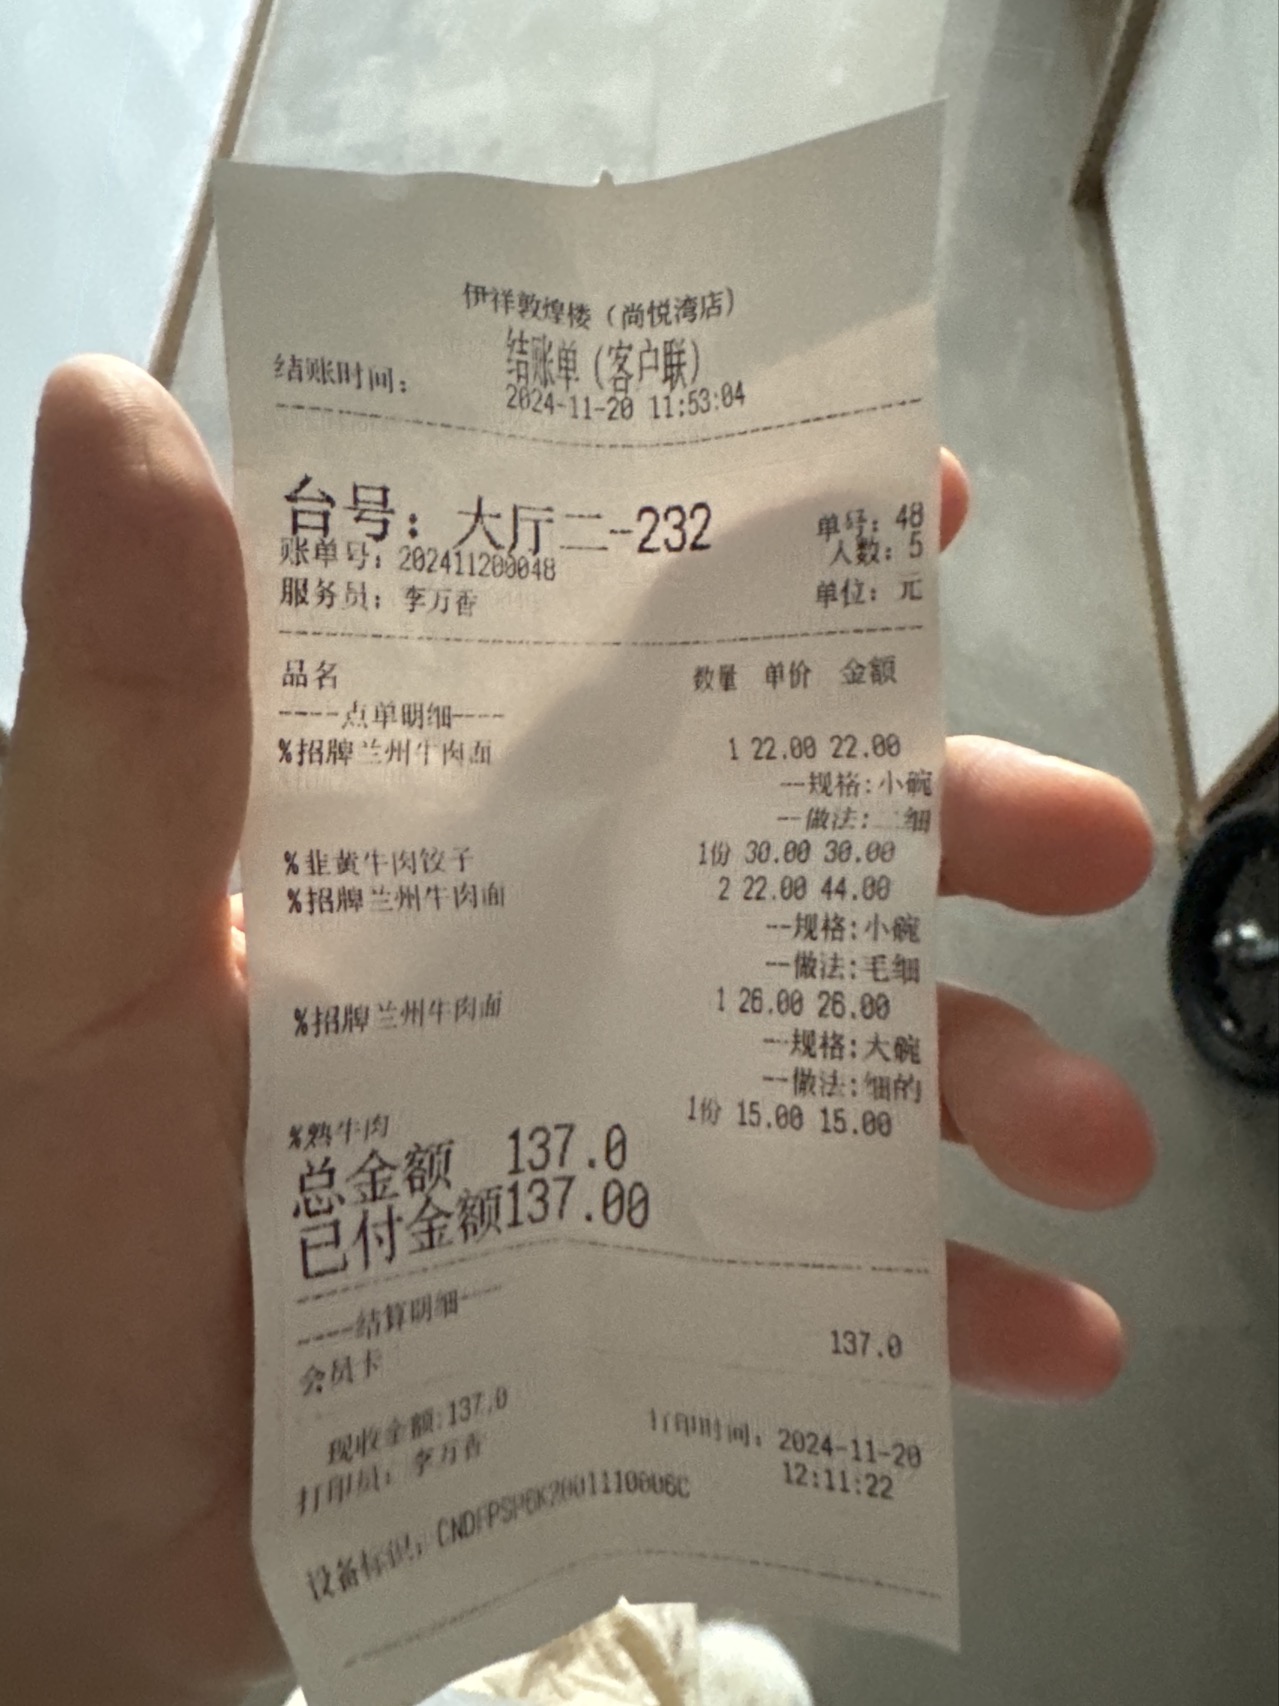 伊祥敦煌楼（尚悦湾店）
结账单（客户联）
结账时间： 2024-11-20 11:53:04
台号：大厅二-232 单号：48
账单号：202411200048 人数：5
服务员：李万香 单位：元
品名 数量 单价 金额
----点单明细----
%招牌兰州牛肉面 1 22.00 22.00
--规格:小碗
--做法:二细
%韭黄牛肉饺子 1份 30.00 30.00
%招牌兰州牛肉面 2 22.00 44.00
--规格:小碗
--做法:毛细
%招牌兰州牛肉面 1 26.00 26.00
--规格:大碗
--做法:细的
%熟牛肉 1份 15.00 15.00
总金额 137.0
已付金额137.00
----结算明细----
会员卡 137.0
现收金额:137.0
打印员：李万香 打印时间：2024-11-20
12:11:22
设备标识：